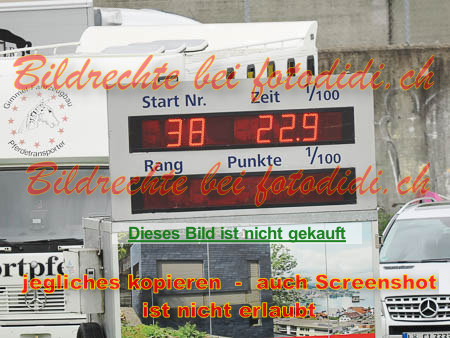 Bildrechte bei fotodidi.ch
Start Nr. Zeit 1/100
38 22.9
Rang Punkte 1/100
Bildrechte bei fotodidi.ch
Pferdetransporter
Dieses Bild ist nicht gekauft
jegliches kopieren - auch Screenshot
ist nicht erlaubt